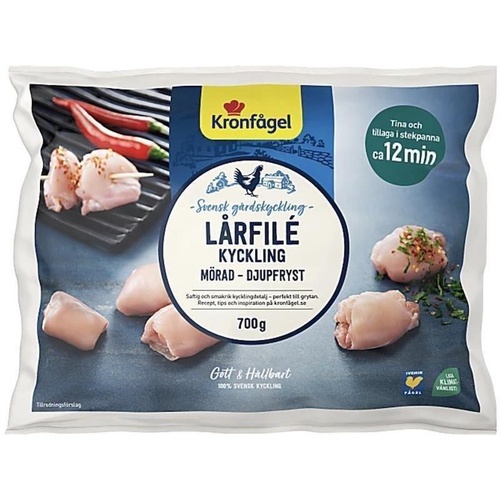 Kronfågel
Tina och
tillaga i stekpanna
ca 12 min
Svensk gårdskyckling
LÅRFILÉ
KYCKLING
MÖRAD – DJUPFRYST
Saftig och smakrik kycklingdetalj – perfekt till grytan.
Recept, tips och inspiration på kronfågel.se
700g
Gott & Hållbart
100% SVENSK KYCKLING
SVENSK
FÅGEL
Tillredningsförslag